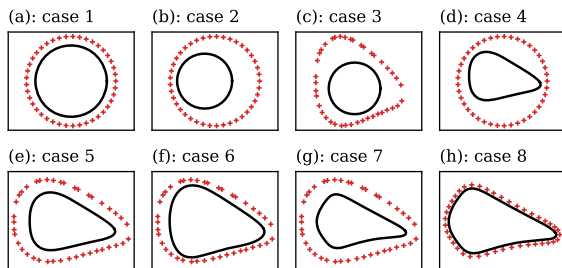 (a): case 1
(b): case 2
(c): case 3
(d): case 4
(e): case 5
(f): case 6
(g): case 7
(h): case 8